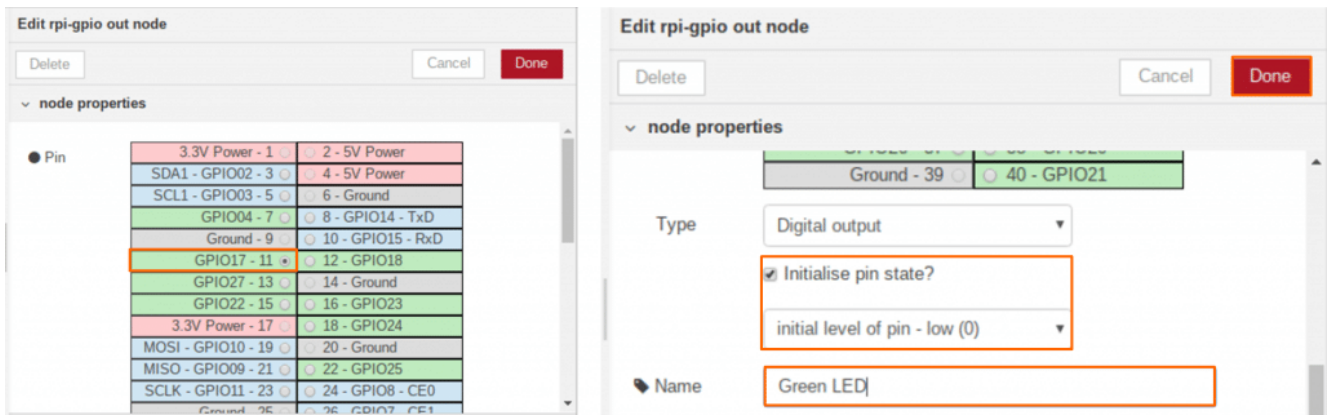 Edit rpi-gpio out node
Delete Cancel Done
node properties
Pin
3.3V Power - 1 2 - 5V Power
SDA1 - GPIO02 - 3 4 - 5V Power
SCL1 - GPIO03 - 5 6 - Ground
GPIO04 - 7 8 - GPIO14 - TxD
Ground - 9 10 - GPIO15 - RxD
GPIO17 - 11 12 - GPIO18
GPIO27 - 13 14 - Ground
GPIO22 - 15 16 - GPIO23
3.3V Power - 17 18 - GPIO24
MOSI - GPIO10 - 19 20 - Ground
MISO - GPIO09 - 21 22 - GPIO25
SCLK - GPIO11 - 23 24 - GPIO8 - CE0
Ground - 25 26 - GPIO7 - CE1
Edit rpi-gpio out node
Delete Cancel Done
node properties
Ground - 39 40 - GPIO21
Type Digital output
Initialise pin state?
initial level of pin - low (0)
Name Green LED